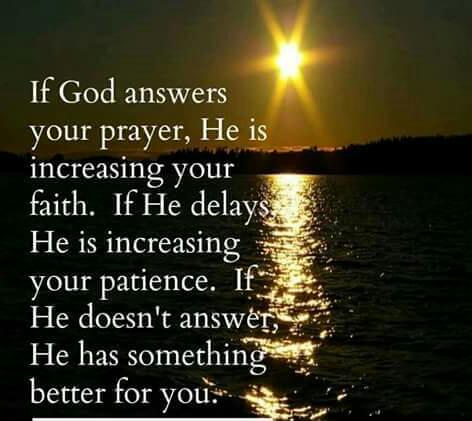 If God answers
your prayer, He is
increasing your
faith.  If He delays,
He is increasing
your patience.  If
He doesn't answer,
He has something
better for you.